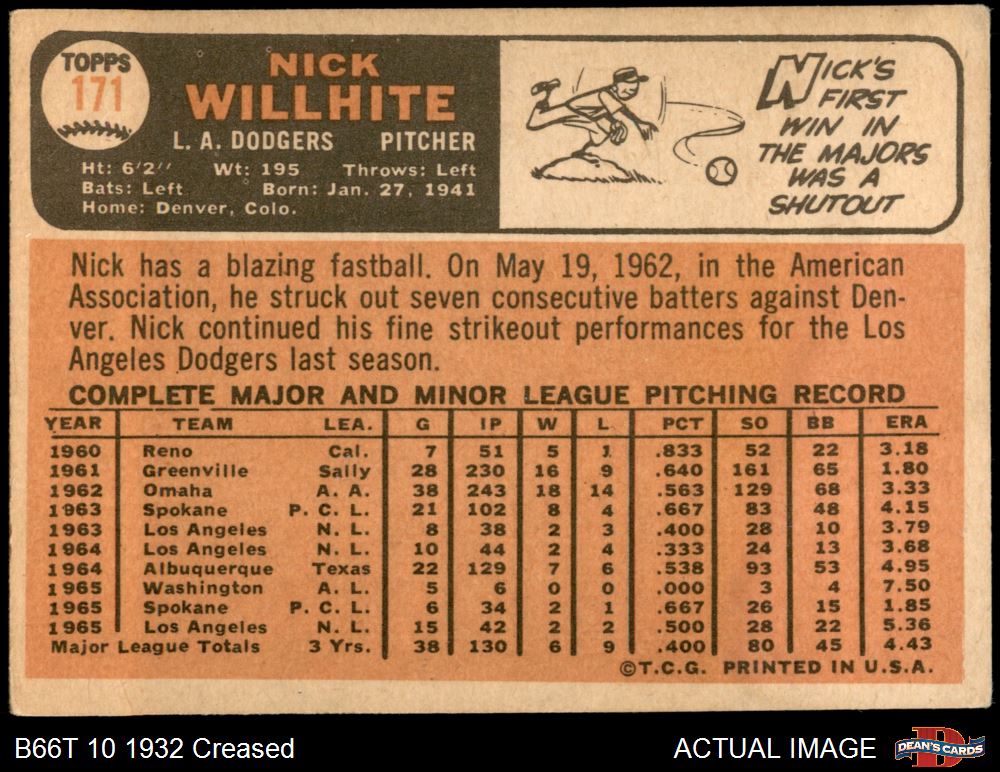 TOPPS
171
NICK
WILLHITE
L. A. DODGERS PITCHER
Ht: 6'2" Wt: 195 Throws: Left
Bats: Left Born: Jan. 27, 1941
Home: Denver, Colo.
NICK'S
FIRST
WIN IN
THE MAJORS
WAS A
SHUTOUT
Nick has a blazing fastball. On May 19, 1962, in the American
Association, he struck out seven consecutive batters against Den-
ver. Nick continued his fine strikeout performances for the Los
Angeles Dodgers last season.
COMPLETE MAJOR AND MINOR LEAGUE PITCHING RECORD
YEAR TEAM LEA. G IP W L PCT SO BB ERA
1960 Reno Cal. 7 51 5 1 .833 52 22 3.18
1961 Greenville Sally 28 230 16 9 .640 161 65 1.80
1962 Omaha A. A. 38 243 18 14 .563 129 68 3.33
1963 Spokane P. C. L. 21 102 8 4 .667 83 48 4.15
1963 Los Angeles N. L. 8 38 2 3 .400 28 10 3.79
1964 Los Angeles N. L. 10 44 2 4 .333 24 13 3.68
1964 Albuquerque Texas 22 129 7 6 .538 93 53 4.95
1965 Washington A. L. 5 6 0 0 .000 3 4 7.50
1965 Spokane P. C. L. 6 34 2 1 .667 26 15 1.85
1965 Los Angeles N. L. 15 42 2 2 .500 28 22 5.36
Major League Totals 3 Yrs. 38 130 6 9 .400 80 45 4.43
©T.C.G. PRINTED IN U.S.A.
B66T 10 1932 Creased
ACTUAL IMAGE
DEAN'S CARDS